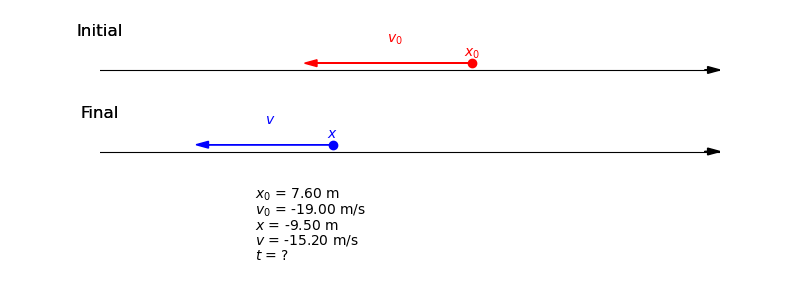 Initial
v₀
x₀
Final
v
x
x₀ = 7.60 m
v₀ = -19.00 m/s
x = -9.50 m
v = -15.20 m/s
t = ?